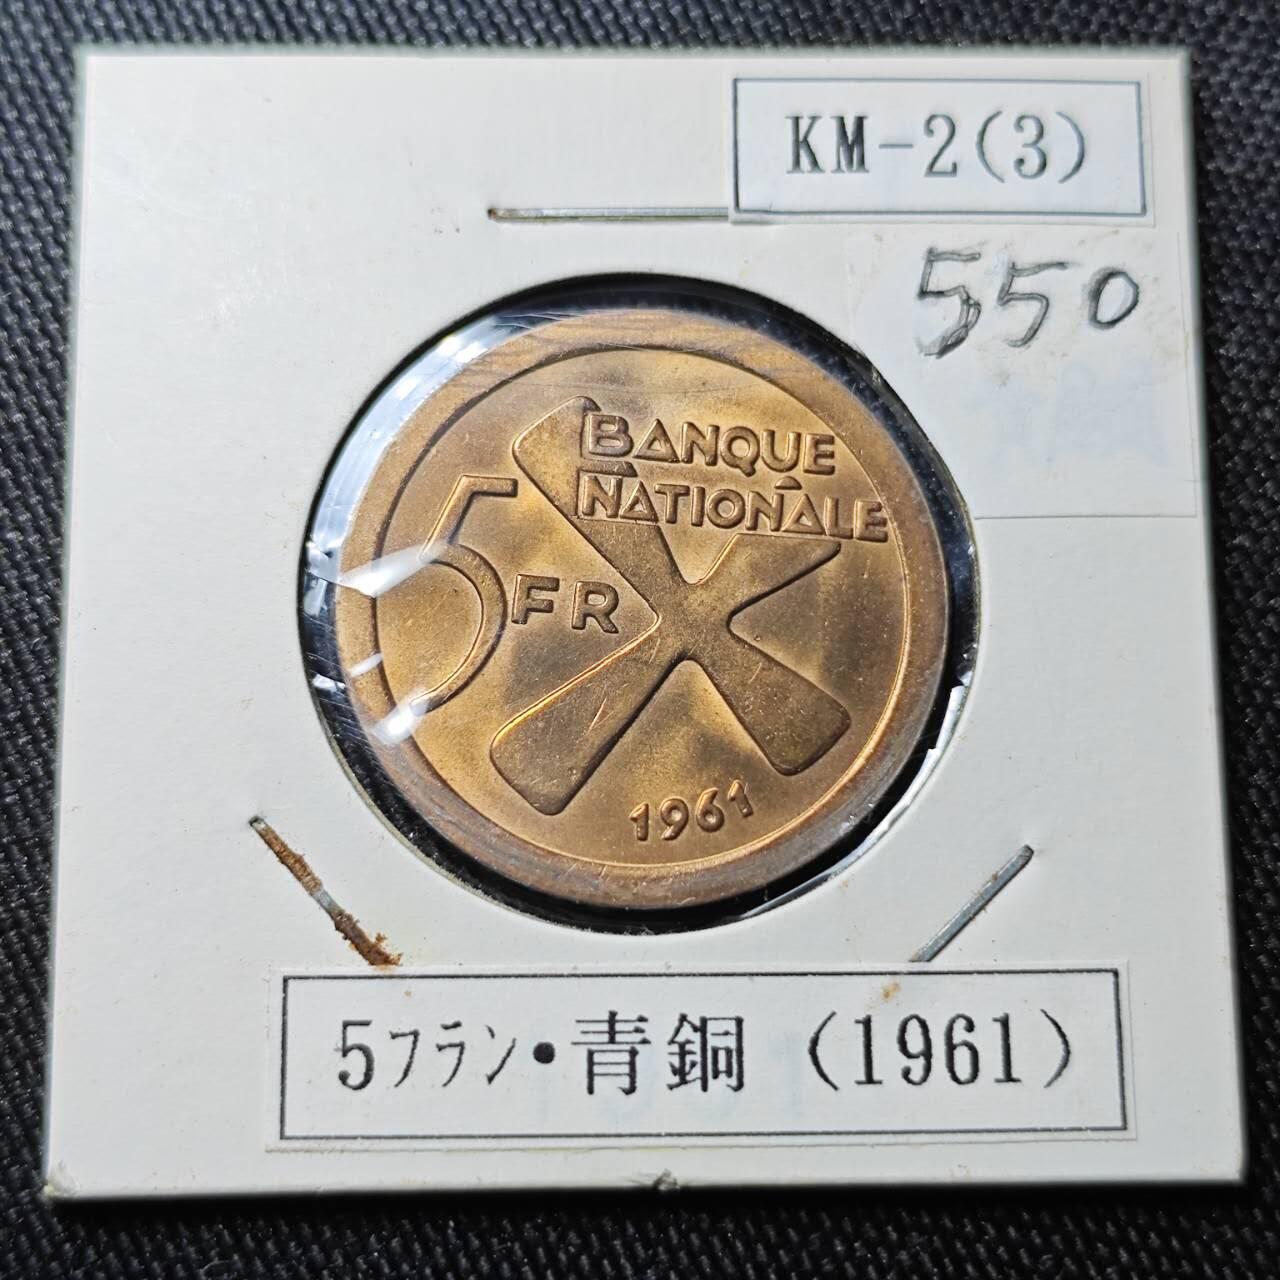 KM-2(3)
550
BANQUE
NATIONALE
5 FR
1961
5フラン・青銅 (1961)